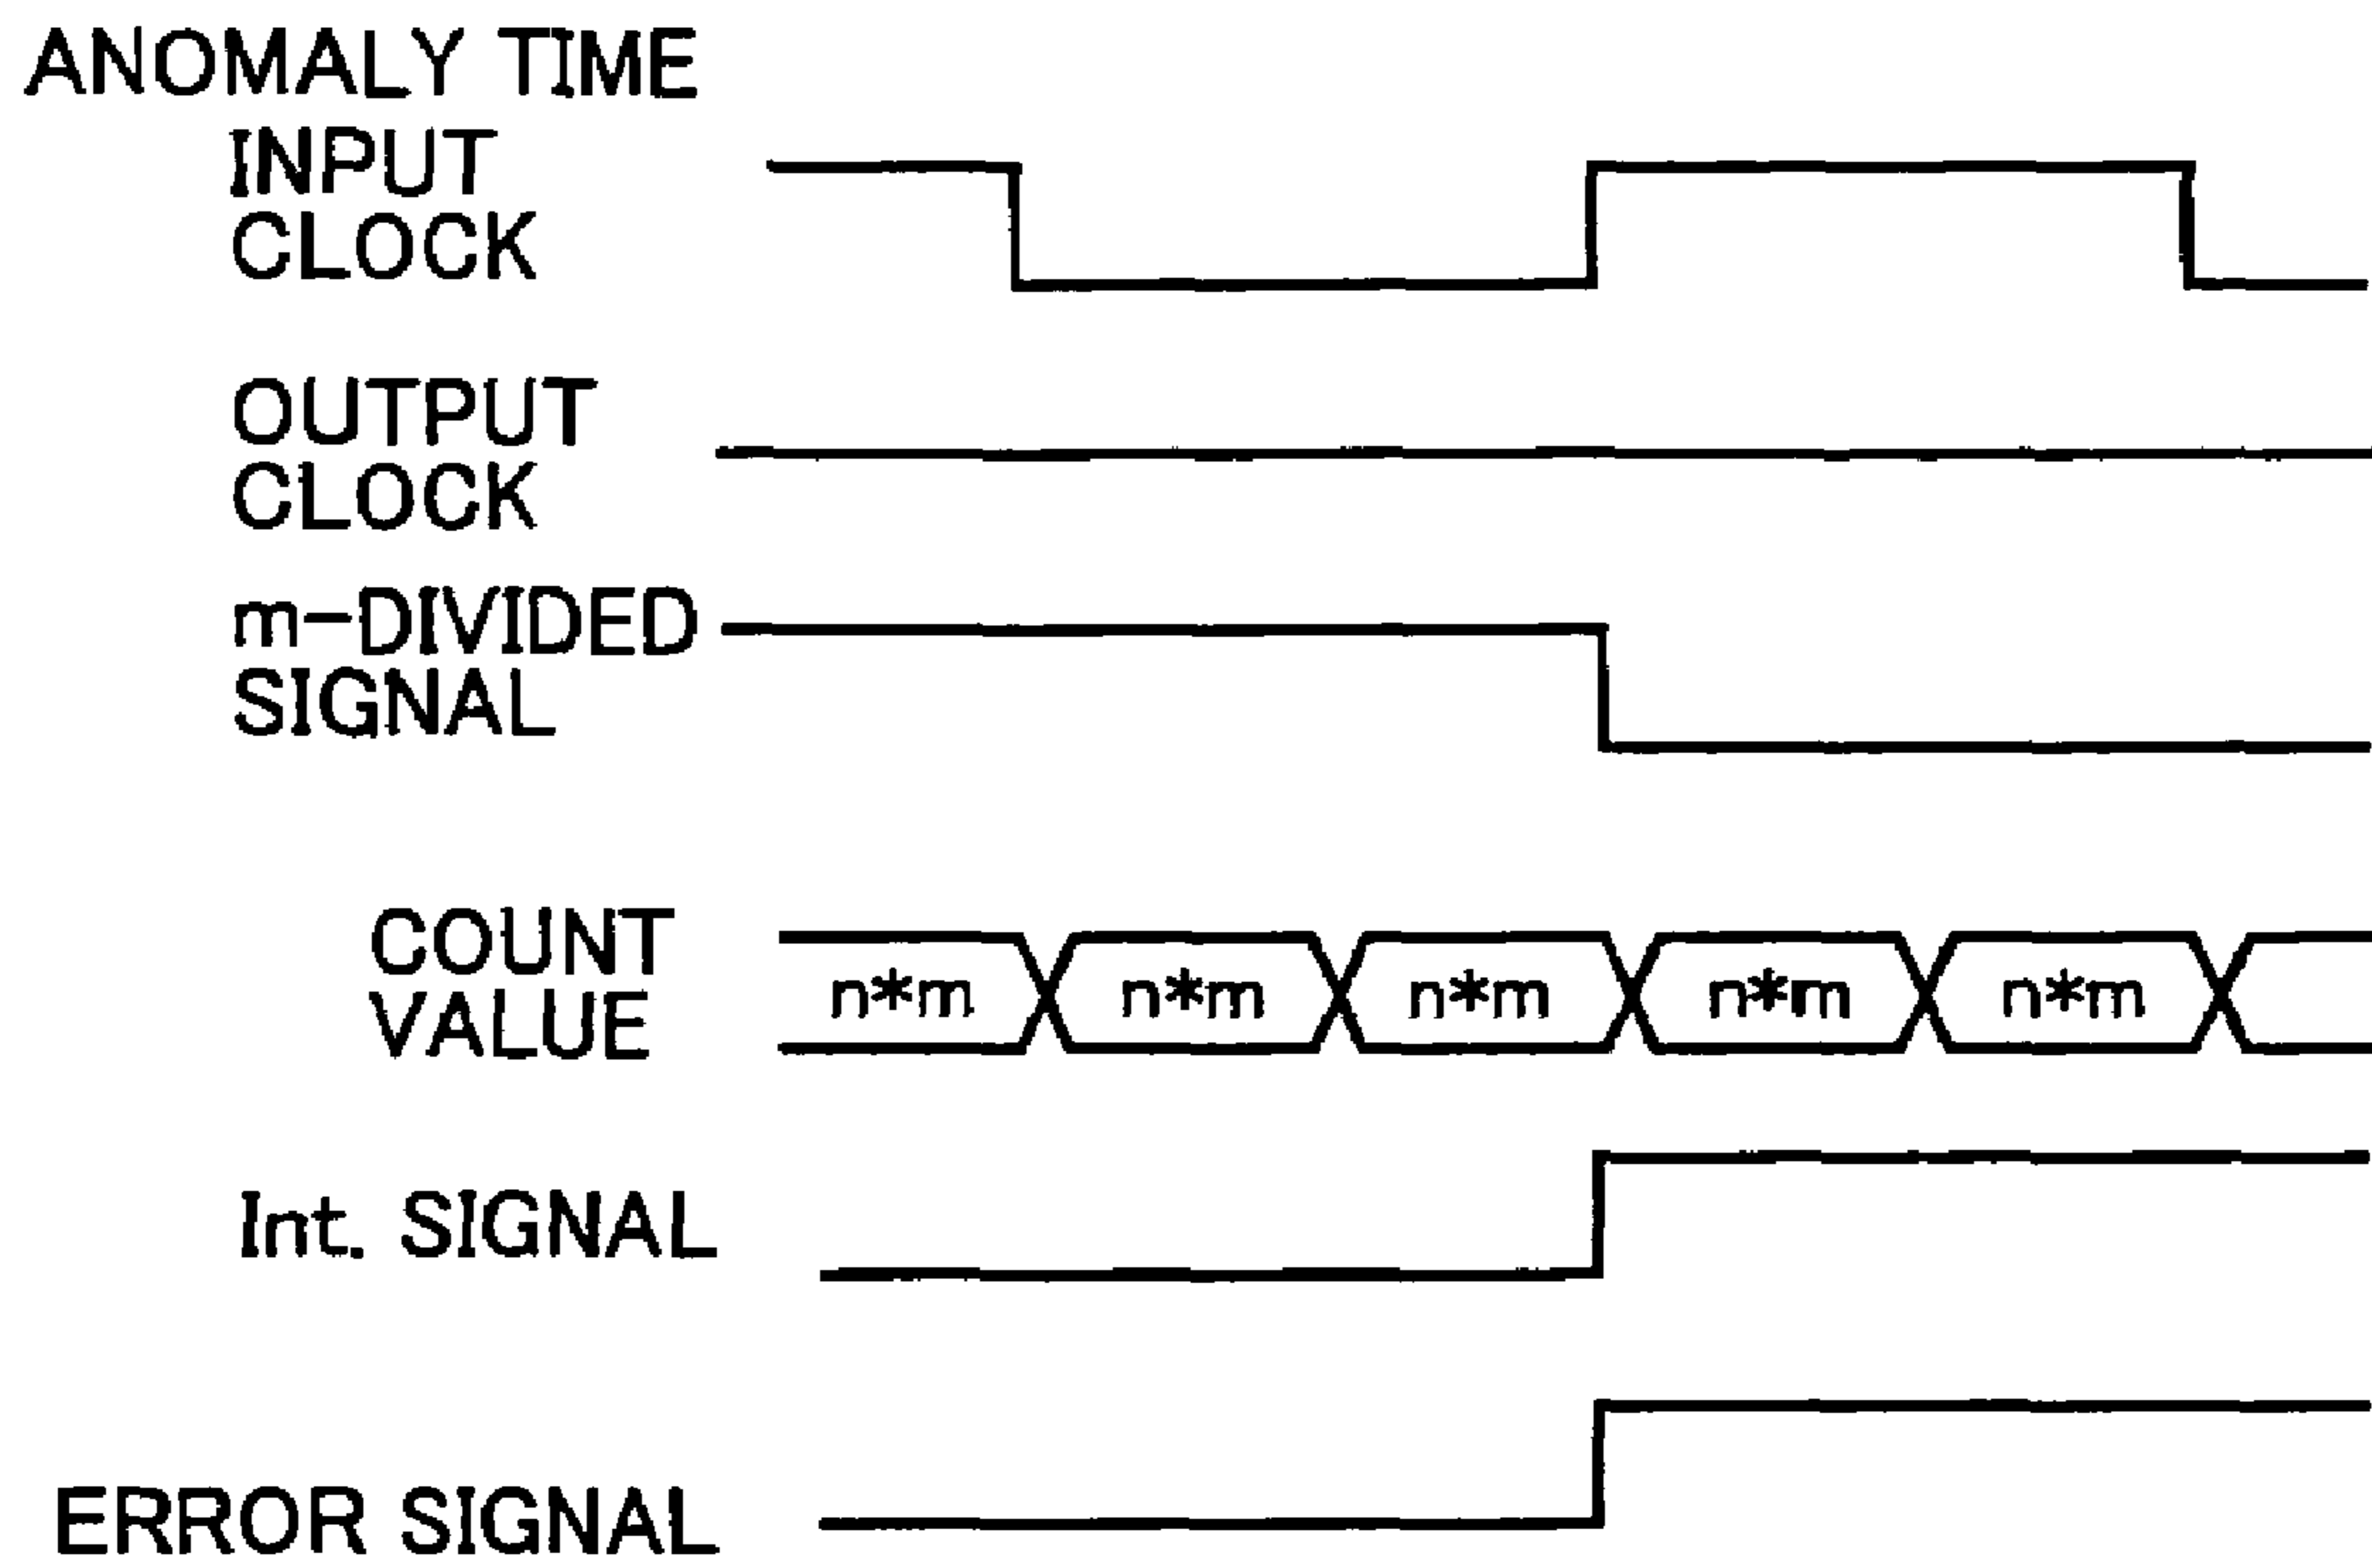 ANOMALY TIME
INPUT
CLOCK
OUTPUT
CLOCK
m-DIVIDED
SIGNAL
COUNT
VALUE
n*m n*m n*m n*m n*m
Int. SIGNAL
ERROR SIGNAL